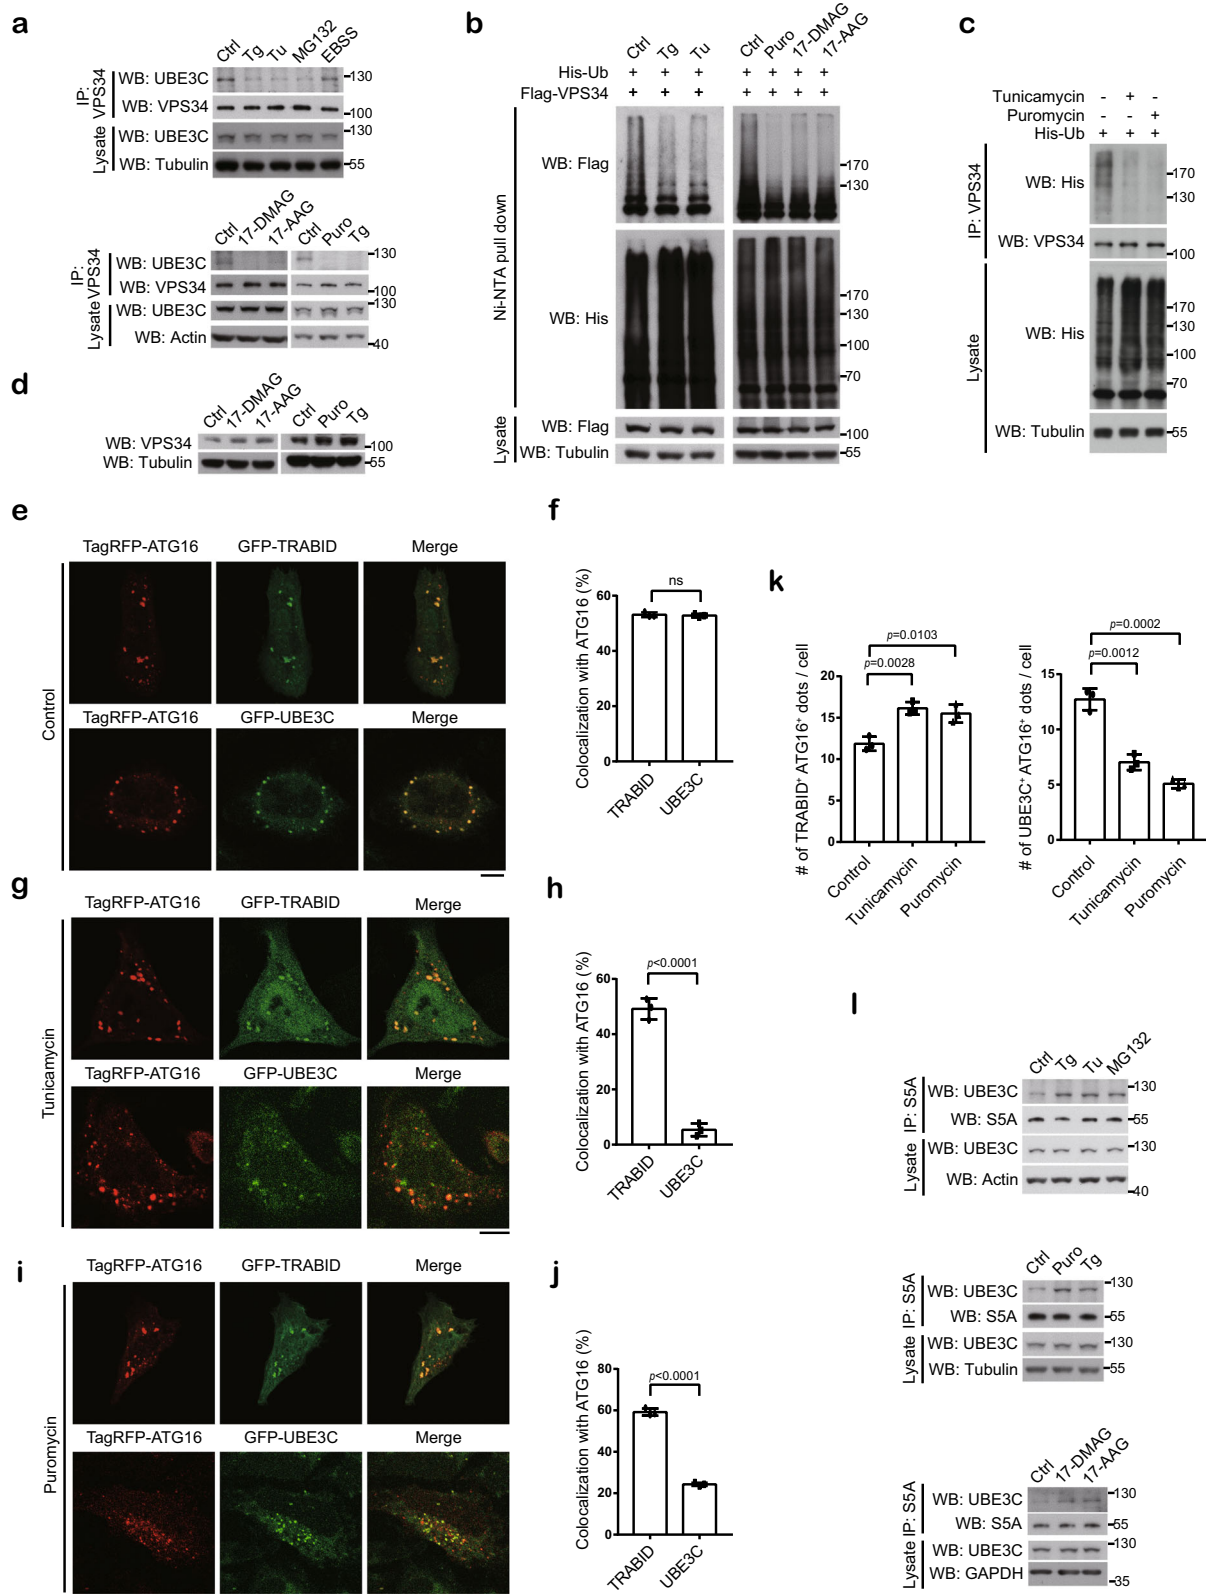 a
Ctrl Tg Tu MG132 EBSS
IP: VPS34
WB: UBE3C
130
WB: VPS34
100
Lysate
WB: UBE3C
130
WB: Tubulin
55
Ctrl 17-DMAG 17-AAG Ctrl Puro Tg
IP: VPS34
WB: UBE3C
130
WB: VPS34
100
Lysate
WB: UBE3C
130
WB: Actin
40
b
Ctrl Tg Tu Ctrl Puro 17-DMAG 17-AAG
His-Ub + + + + + + +
Flag-VPS34 + + + + + + +
Ni-NTA pull down
WB: Flag
170
130
WB: His
170
130
100
70
Lysate
WB: Flag
100
WB: Tubulin
55
c
Tunicamycin - + -
Puromycin - - +
His-Ub + + +
IP: VPS34
WB: His
170
130
WB: VPS34
100
Lysate
WB: His
170
130
100
70
WB: Tubulin
55
d
Ctrl 17-DMAG 17-AAG Ctrl Puro Tg
WB: VPS34
100
WB: Tubulin
55
e
Control
TagRFP-ATG16 GFP-TRABID Merge
TagRFP-ATG16 GFP-UBE3C Merge
f
Colocalization with ATG16 (%)
60
40
20
0
ns
TRABID UBE3C
g
Tunicamycin
TagRFP-ATG16 GFP-TRABID Merge
TagRFP-ATG16 GFP-UBE3C Merge
h
Colocalization with ATG16 (%)
60
40
20
0
p<0.0001
TRABID UBE3C
i
Puromycin
TagRFP-ATG16 GFP-TRABID Merge
TagRFP-ATG16 GFP-UBE3C Merge
j
Colocalization with ATG16 (%)
80
60
40
20
0
p<0.0001
TRABID UBE3C
k
# of TRABID+ ATG16+ dots / cell
20
15
10
5
0
p=0.0103
p=0.0028
Control Tunicamycin Puromycin
# of UBE3C+ ATG16+ dots / cell
15
10
5
0
p=0.0002
p=0.0012
Control Tunicamycin Puromycin
l
Ctrl Tg Tu MG132
IP: S5A
WB: UBE3C
130
WB: S5A
55
Lysate
WB: UBE3C
130
WB: Actin
40
Ctrl Puro Tg
IP: S5A
WB: UBE3C
130
WB: S5A
55
Lysate
WB: UBE3C
130
WB: Tubulin
55
Ctrl 17-DMAG 17-AAG
IP: S5A
WB: UBE3C
130
WB: S5A
55
Lysate
WB: UBE3C
130
WB: GAPDH
35